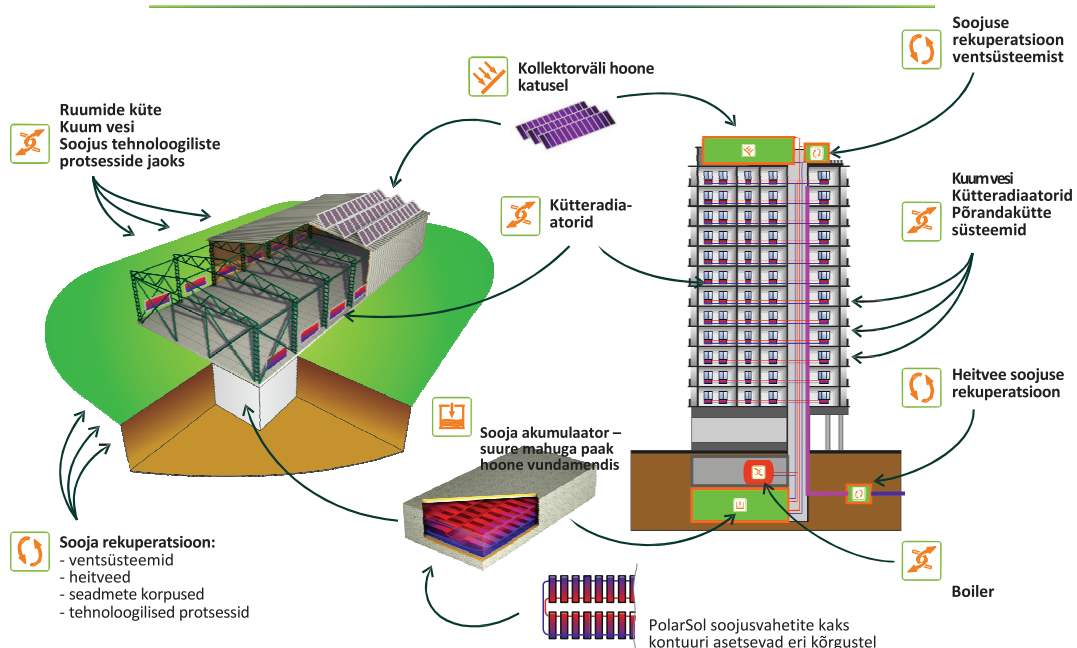 Soojuse
rekuperatsioon
ventsüsteemist
Kollektorväli hoone
katusel
Ruumide küte
Kuum vesi
Soojus tehnoloogiliste
protsesside jaoks
Kütteradia-
atorid
Kuum vesi
Kütteradiaatorid
Põrandakütte
süsteemid
Heitvee soojuse
rekuperatsioon
Sooja akumulaator –
suure mahuga paak
hoone vundamendis
Sooja rekuperatsioon:
- ventsüsteemid
- heitveed
- seadmete korpused
- tehnoloogilised protsessid
Boiler
PolarSol soojusvahetite kaks
kontuuri asetsevad eri kõrgustel